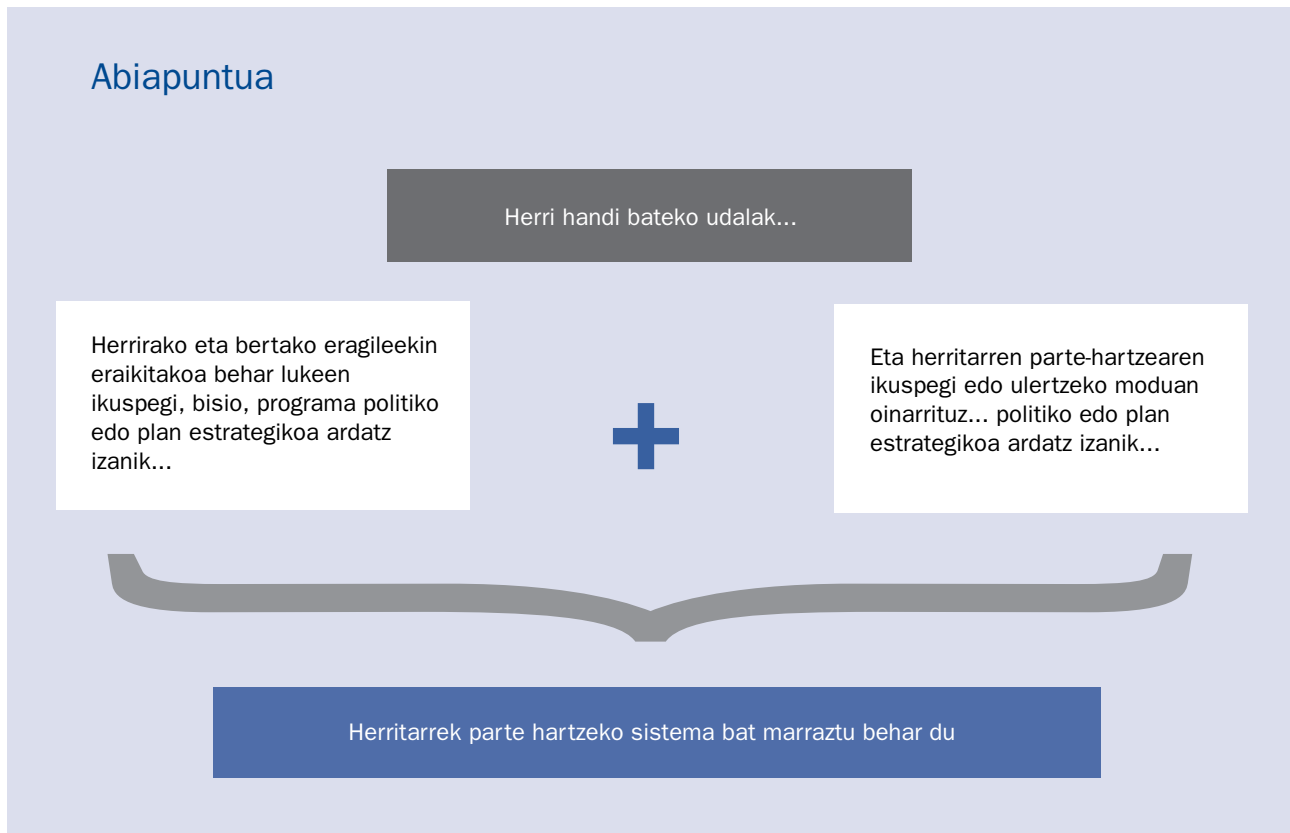 Abiapuntua
Herri handi bateko udalak...
Herrirako eta bertako eragileekin
eraikitakoa behar lukeen
ikuspegi, bisio, programa politiko
edo plan estrategikoa ardatz
izanik...
Eta herritarren parte-hartzearen
ikuspegi edo ulertzeko moduan
oinarrituz... politiko edo plan
estrategikoa ardatz izanik...
Herritarrek parte hartzeko sistema bat marraztu behar du